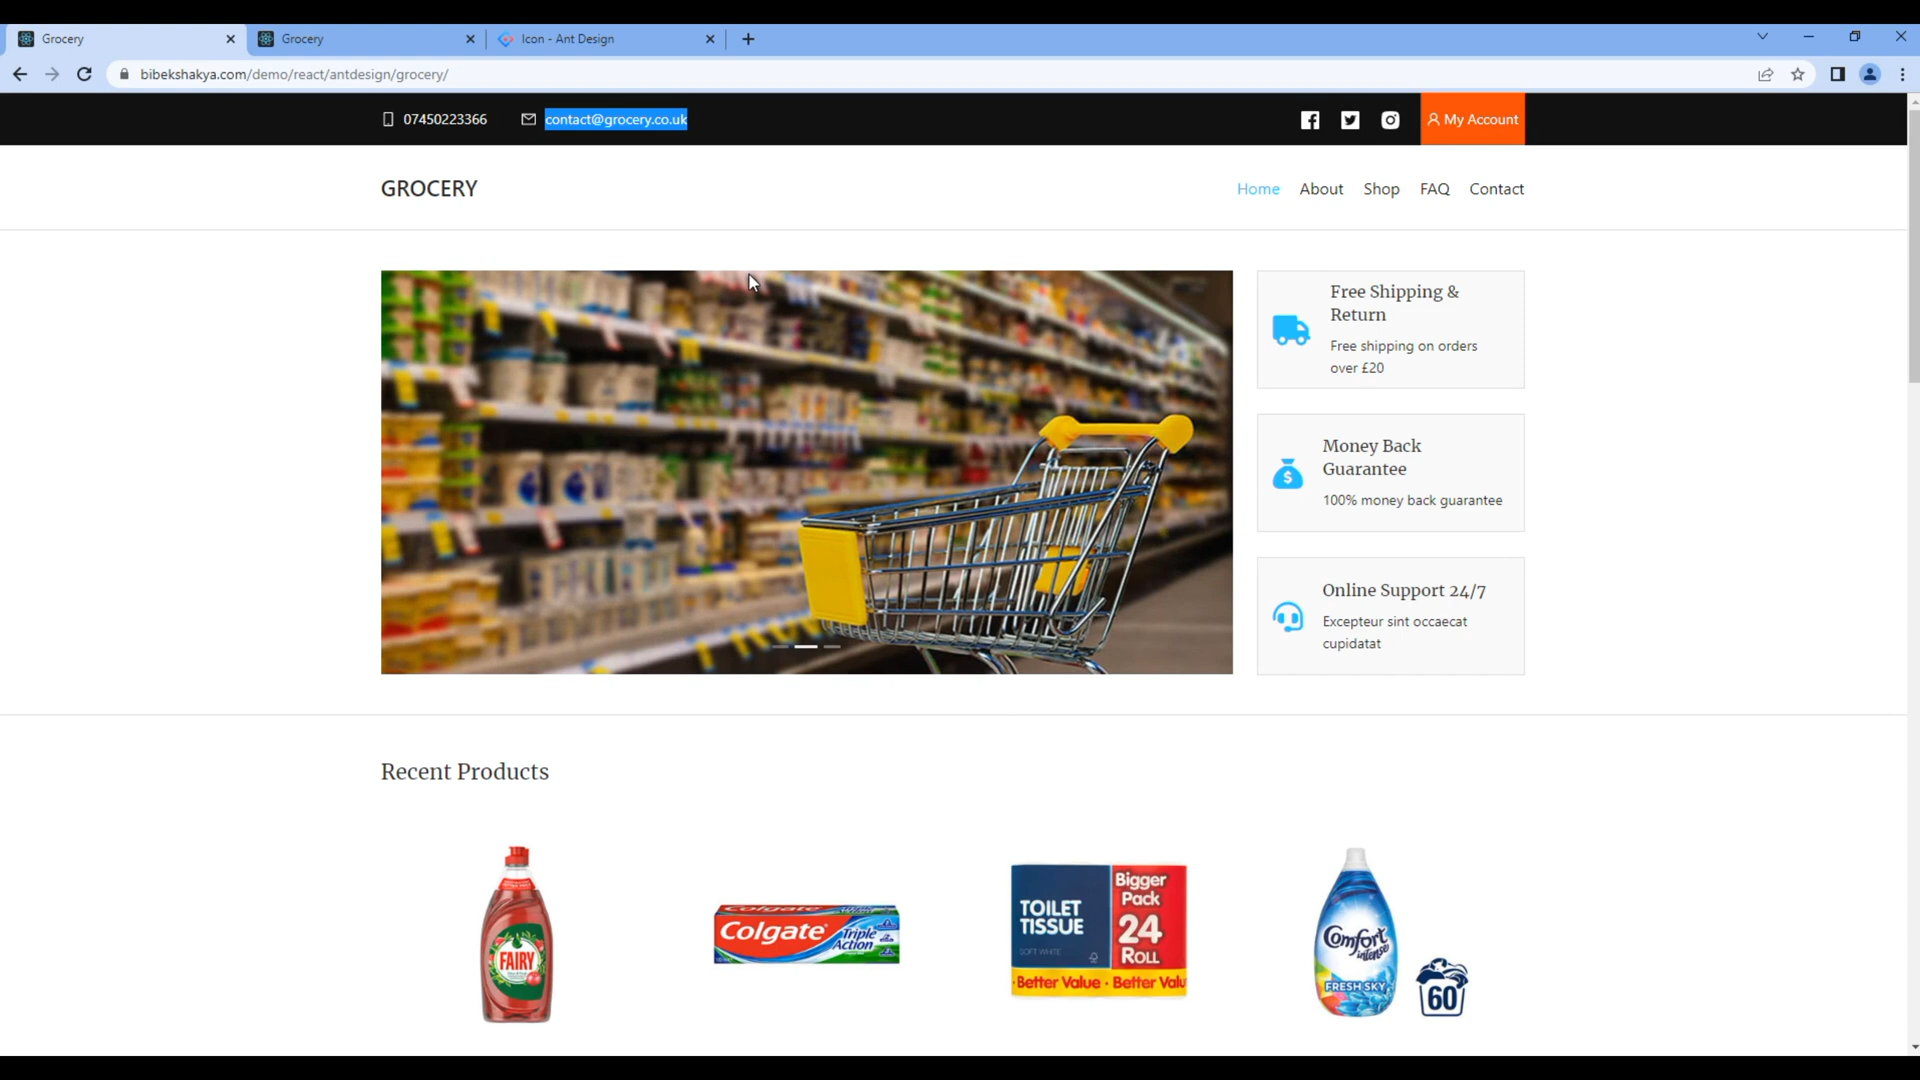 Grocery
Grocery
Icon - Ant Design
bibekshakya.com/demo/react/antdesign/grocery/
07450223366 contact@grocery.co.uk
My Account
GROCERY
Home About Shop FAQ Contact
Free Shipping &
Return
Free shipping on orders
over £20
Money Back
Guarantee
100% money back guarantee
Online Support 24/7
Excepteur sint occaecat
cupidatat
Recent Products
FAIRY
Colgate
Triple
Action
TOILET
TISSUE
SOFT WHITE
Bigger
Pack
24
ROLL
Better Value · Better Valu
Comfort
intense
FRESH SKY
60